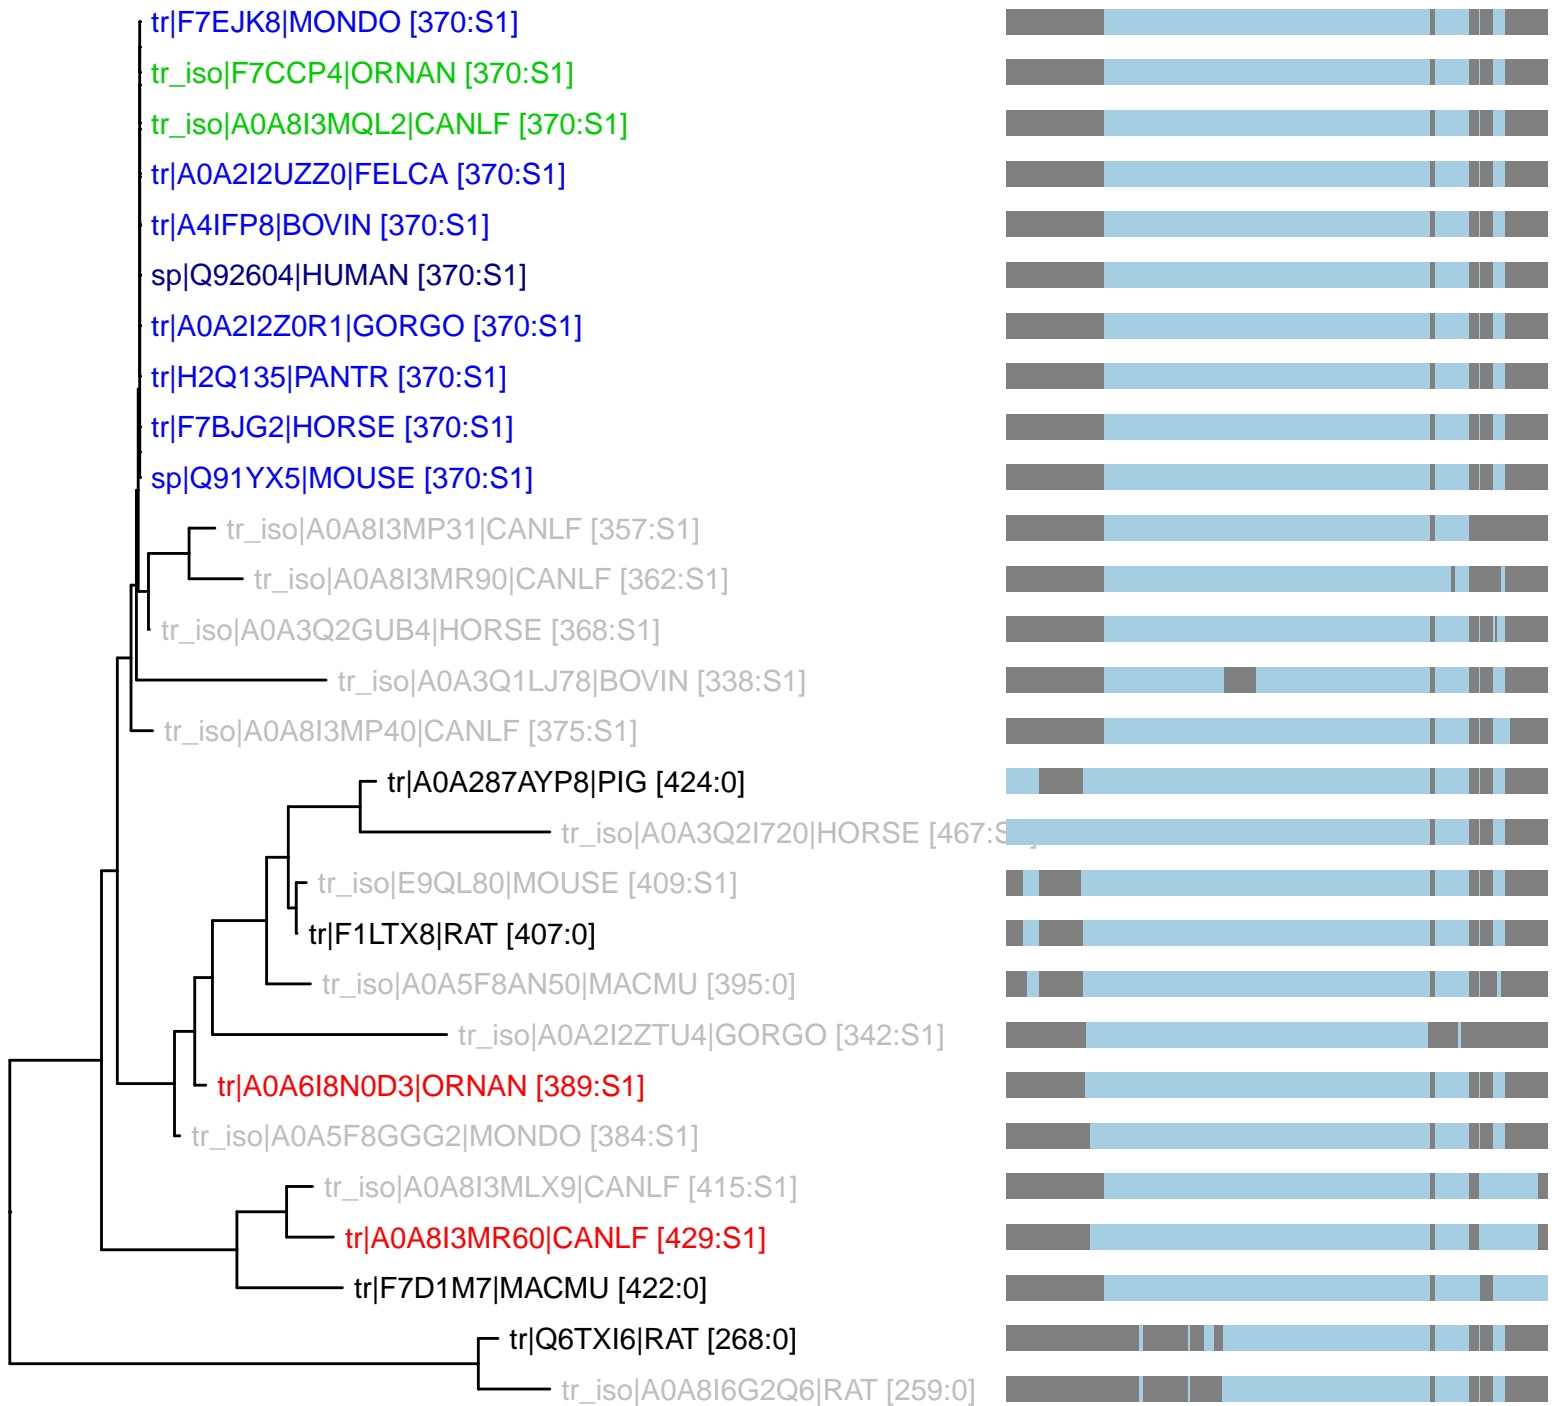 tr|F7EJK8|MONDO [370:S1]
tr_iso|F7CCP4|ORNAN [370:S1]
tr_iso|A0A8I3MQL2|CANLF [370:S1]
tr|A0A2I2UZZ0|FELCA [370:S1]
tr|A4IFP8|BOVIN [370:S1]
sp|Q92604|HUMAN [370:S1]
tr|A0A2I2Z0R1|GORGO [370:S1]
tr|H2Q135|PANTR [370:S1]
tr|F7BJG2|HORSE [370:S1]
sp|Q91YX5|MOUSE [370:S1]
tr_iso|A0A8I3MP31|CANLF [357:S1]
tr_iso|A0A8I3MR90|CANLF [362:S1]
tr_iso|A0A3Q2GUB4|HORSE [368:S1]
tr_iso|A0A3Q1LJ78|BOVIN [338:S1]
tr_iso|A0A8I3MP40|CANLF [375:S1]
tr|A0A287AYP8|PIG [424:0]
tr_iso|A0A3Q2I720|HORSE
tr_iso|E9QL80|MOUSE [409:S1]
tr|F1LTX8|RAT [407:0]
tr_iso|A0A5F8AN50|MACMU [395:0]
tr_iso|A0A2I2ZTU4|GORGO [342:S1]
tr|A0A6I8N0D3|ORNAN [389:S1]
tr_iso|A0A5F8GGG2|MONDO [384:S1]
tr_iso|A0A8I3MLX9|CANLF [415:S1]
tr|A0A8I3MR60|CANLF [429:S1]
tr|F7D1M7|MACMU [422:0]
tr|Q6TXI6|RAT [268:0]
tr_iso|A0A8I6G2Q6|RAT [259:0]